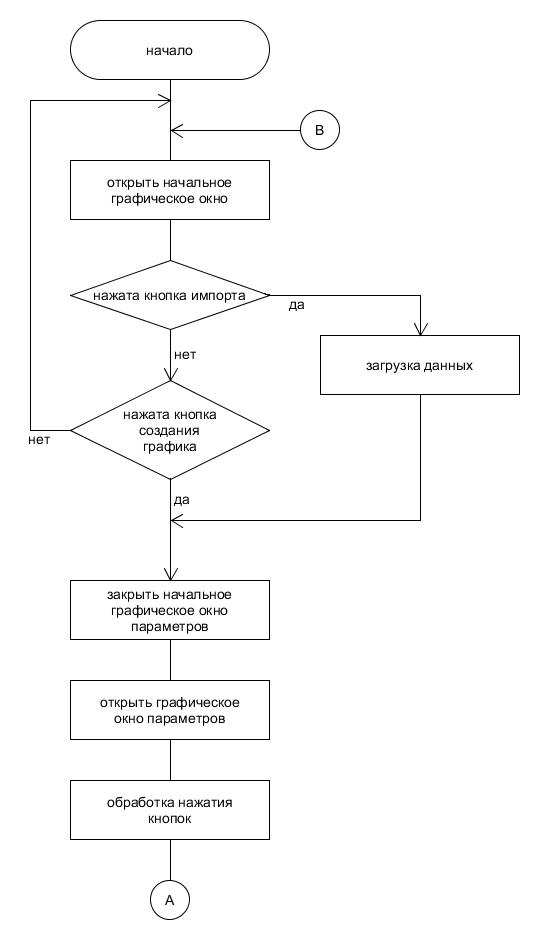 начало
B
открыть начальное
графическое окно
нажата кнопка импорта
да
загрузка данных
нет
нажата кнопка
создания
графика
нет
да
закрыть начальное
графическое окно
параметров
открыть графическое
окно параметров
обработка нажатия
кнопок
A